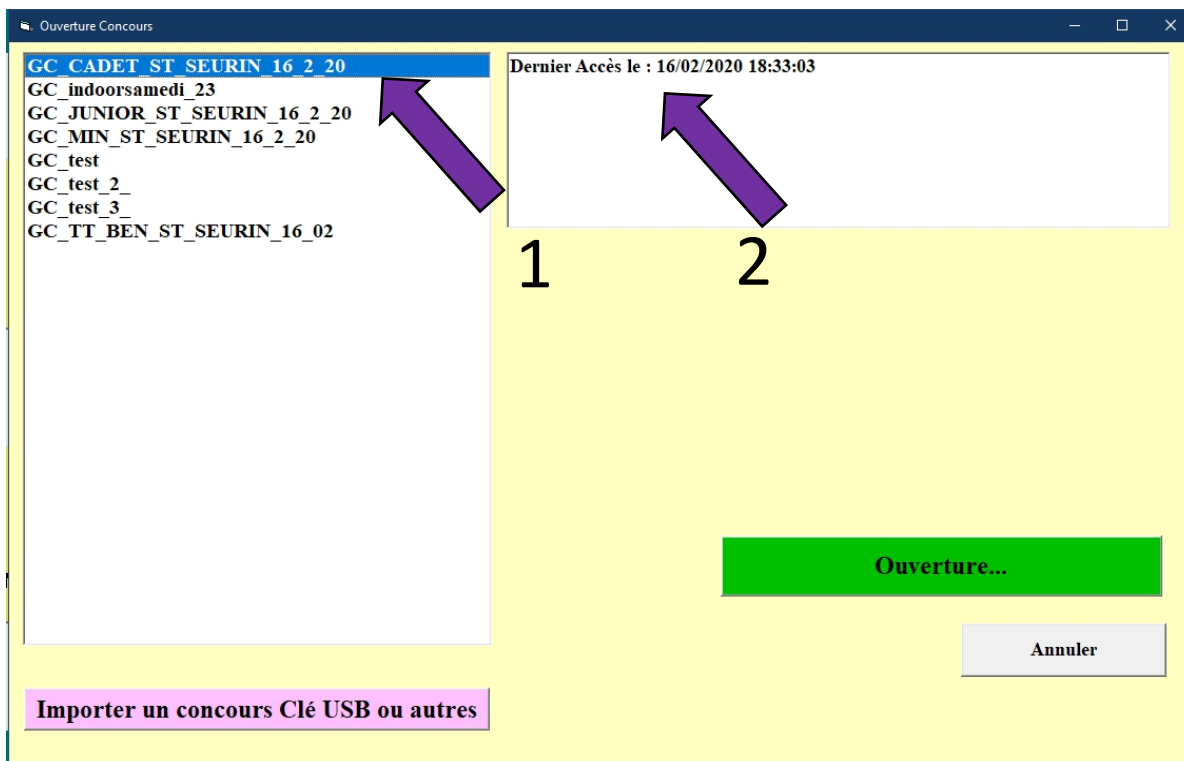 Ouverture Concours
GC_CADET_ST_SEURIN_16_2_20
GC_indoorsamedi_23
GC_JUNIOR_ST_SEURIN_16_2_20
GC_MIN_ST_SEURIN_16_2_20
GC_test
GC_test_2_
GC_test_3_
GC_TT_BEN_ST_SEURIN_16_02
Dernier Accès le : 16/02/2020 18:33:03
1
2
Ouverture...
Annuler
Importer un concours Clé USB ou autres